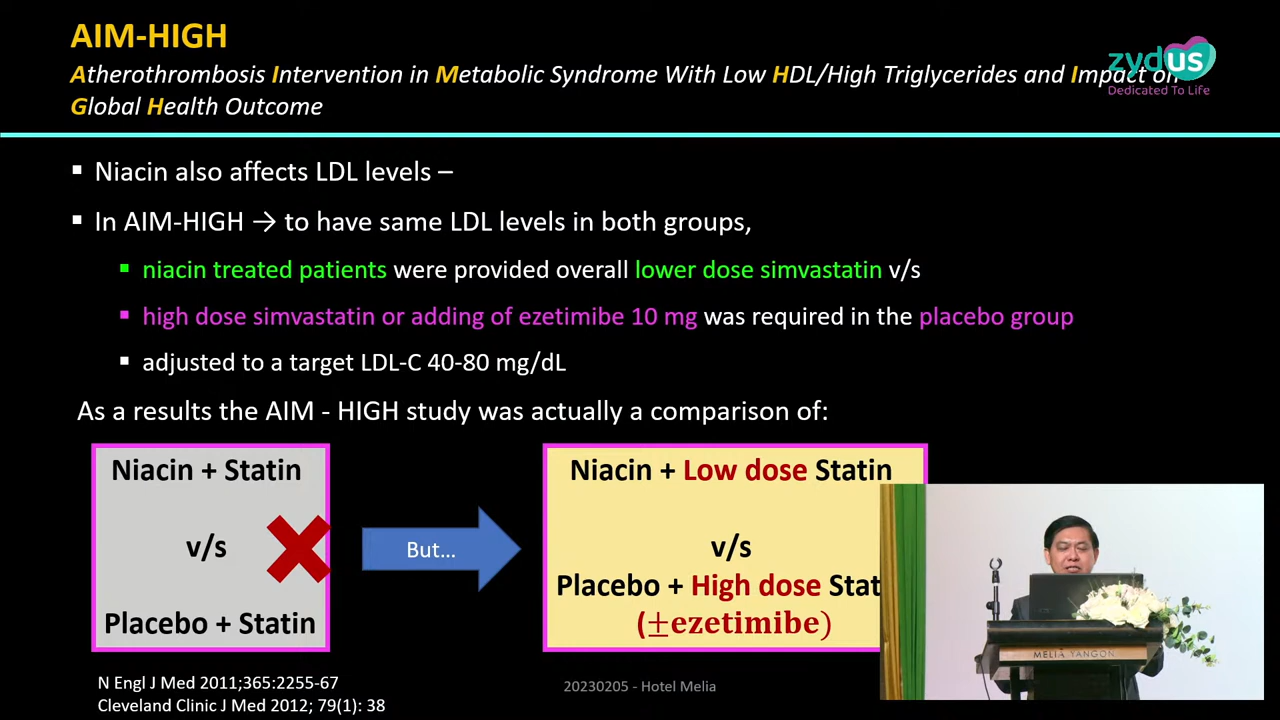 AIM-HIGH
Atherothrombosis Intervention in Metabolic Syndrome With Low HDL/High Triglycerides and Impact on
Global Health Outcome
zydus
Dedicated To Life
▪ Niacin also affects LDL levels –
▪ In AIM-HIGH → to have same LDL levels in both groups,
▪ niacin treated patients were provided overall lower dose simvastatin v/s
▪ high dose simvastatin or adding of ezetimibe 10 mg was required in the placebo group
▪ adjusted to a target LDL-C 40-80 mg/dL
As a results the AIM - HIGH study was actually a comparison of:
Niacin + Statin
v/s
Placebo + Statin
But...
Niacin + Low dose Statin
v/s
Placebo + High dose Stat
(±ezetimibe)
MELIÃ YANGON
N Engl J Med 2011;365:2255-67
Cleveland Clinic J Med 2012; 79(1): 38
20230205 - Hotel Melia